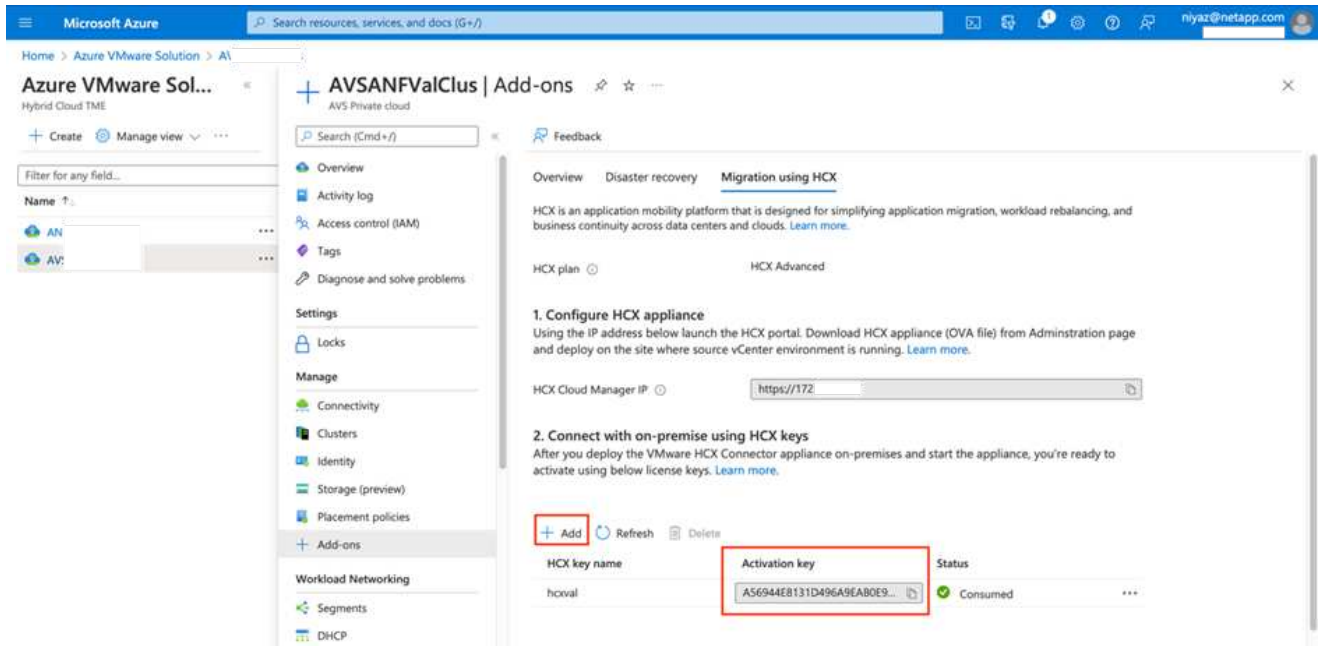 Microsoft Azure
Search resources, services, and docs (G+/)
1
niyaz@netapp.com
Home > Azure VMware Solution > A\
Azure VMware Sol...
Hybrid Cloud TME
+ Create
Manage view
Filter for any field...
Name ↑
AN
AV
AVSANFValClus | Add-ons
AVS Private cloud
Search (Cmd+/)
Overview
Activity log
Access control (IAM)
Tags
Diagnose and solve problems
Settings
Locks
Manage
Connectivity
Clusters
Identity
Storage (preview)
Placement policies
+ Add-ons
Workload Networking
Segments
DHCP
Feedback
Overview Disaster recovery Migration using HCX
HCX is an application mobility platform that is designed for simplifying application migration, workload rebalancing, and
business continuity across data centers and clouds. Learn more.
HCX plan HCX Advanced
1. Configure HCX appliance
Using the IP address below launch the HCX portal. Download HCX appliance (OVA file) from Adminstration page
and deploy on the site where source vCenter environment is running. Learn more.
HCX Cloud Manager IP https://172
2. Connect with on-premise using HCX keys
After you deploy the VMware HCX Connector appliance on-premises and start the appliance, you're ready to
activate using below license keys. Learn more.
+ Add Refresh Delete
HCX key name Activation key Status
hcxval A56944E8131D496A9EAB0E9... Consumed